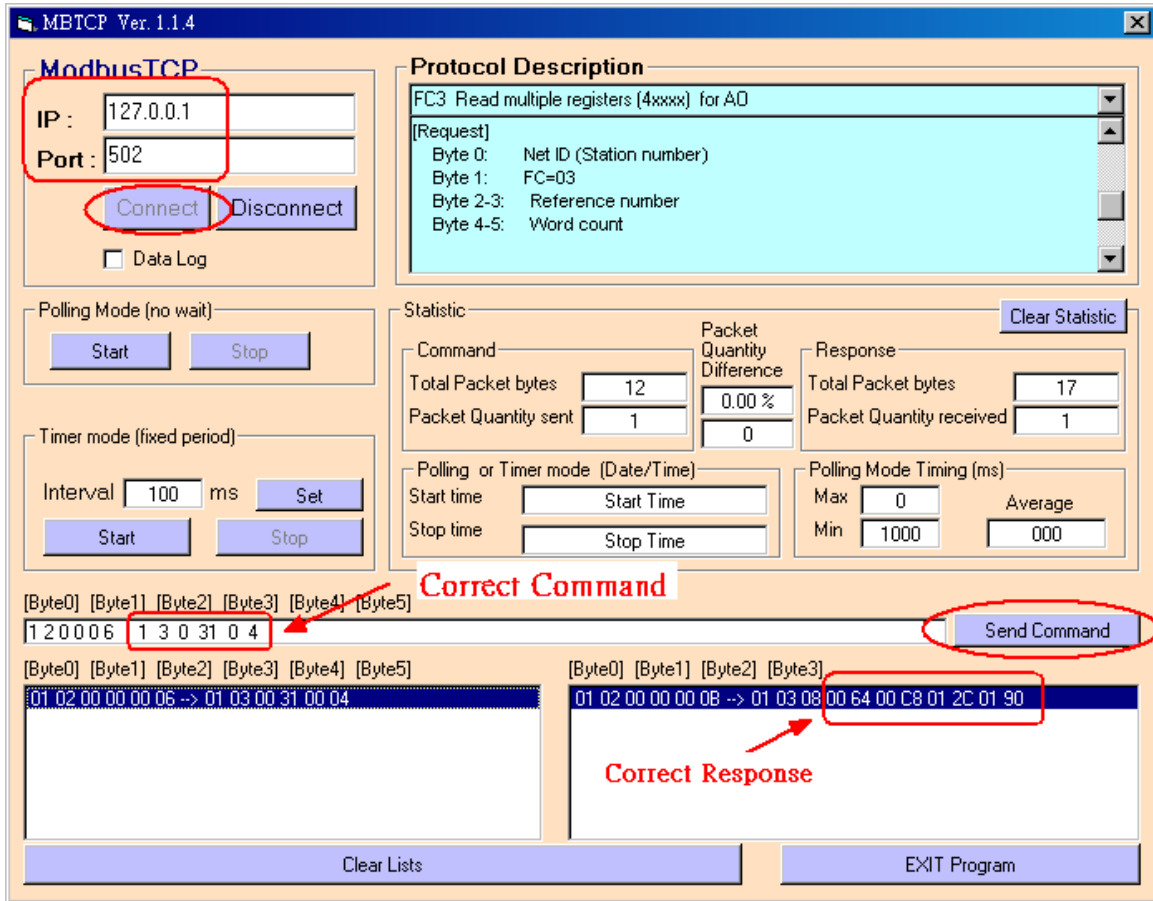 MBTCP Ver. 1.1.4
ModbusTCP
IP : 127.0.0.1
Port : 502
Connect Disconnect
Data Log
Protocol Description
FC3 Read multiple registers (4xxxx) for AO
[Request]
Byte 0: Net ID (Station number)
Byte 1: FC=03
Byte 2-3: Reference number
Byte 4-5: Word count
Polling Mode (no wait)
Start Stop
Timer mode (fixed period)
Interval 100 ms Set
Start Stop
Statistic
Clear Statistic
Command
Total Packet bytes 12
Packet Quantity sent 1
Packet
Quantity
Difference
0.00 %
0
Response
Total Packet bytes 17
Packet Quantity received 1
Polling or Timer mode (Date/Time)
Start time Start Time
Stop time Stop Time
Polling Mode Timing (ms)
Max 0 Average
Min 1000 000
Correct Command
[Byte0] [Byte1] [Byte2] [Byte3] [Byte4] [Byte5]
1 2 0 0 0 6 1 3 0 31 0 4 Send Command
[Byte0] [Byte1] [Byte2] [Byte3] [Byte4] [Byte5]
01 02 00 00 00 06 --> 01 03 00 31 00 04
[Byte0] [Byte1] [Byte2] [Byte3]
01 02 00 00 00 0B --> 01 03 08 00 64 00 C8 01 2C 01 90
Correct Response
Clear Lists EXIT Program